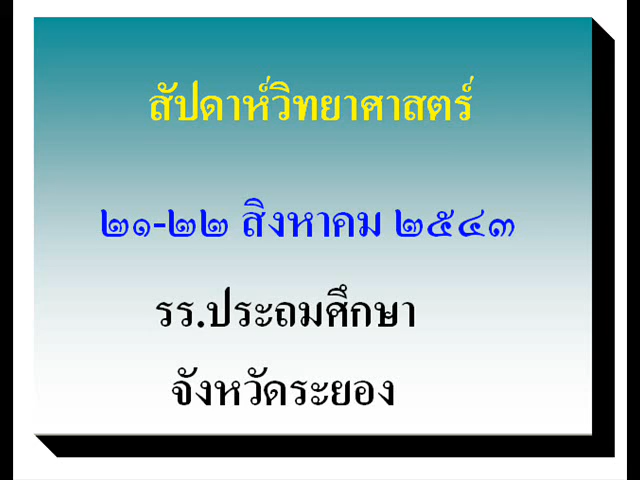 สัปดาห์วิทยาศาสตร์
๒๑-๒๒ สิงหาคม ๒๕๔๓
รร.ประถมศึกษา
จังหวัดระยอง